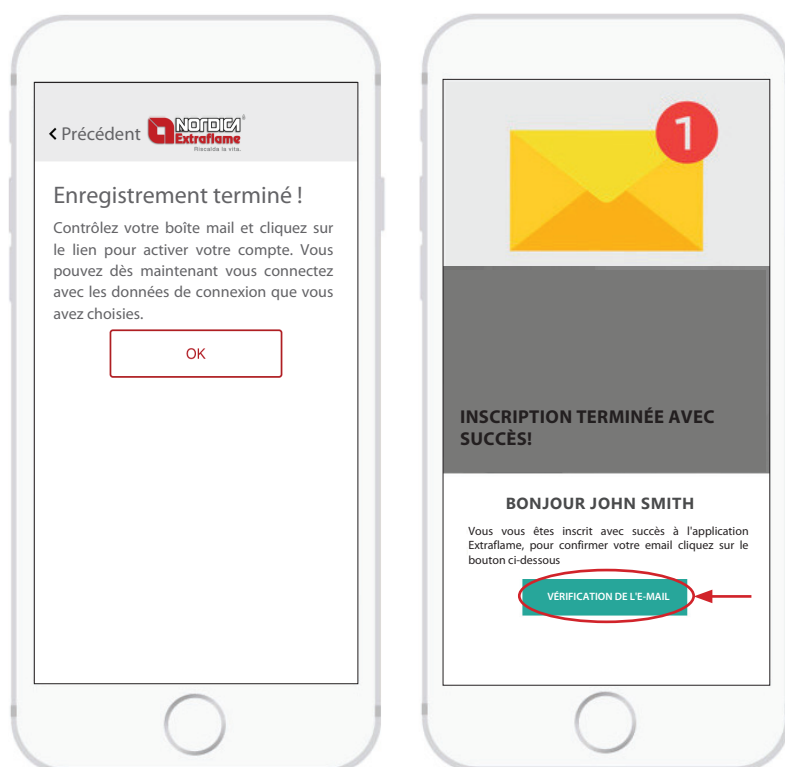 Précédent
NORDICA®
Extraflame
Riscalda la vita.
Enregistrement terminé !
Contrôlez votre boîte mail et cliquez sur
le lien pour activer votre compte. Vous
pouvez dès maintenant vous connectez
avec les données de connexion que vous
avez choisies.
OK
1
INSCRIPTION TERMINÉE AVEC
SUCCÈS!
BONJOUR JOHN SMITH
Vous vous êtes inscrit avec succès à l'application
Extraflame, pour confirmer votre email cliquez sur le
bouton ci-dessous
VÉRIFICATION DE L'E-MAIL